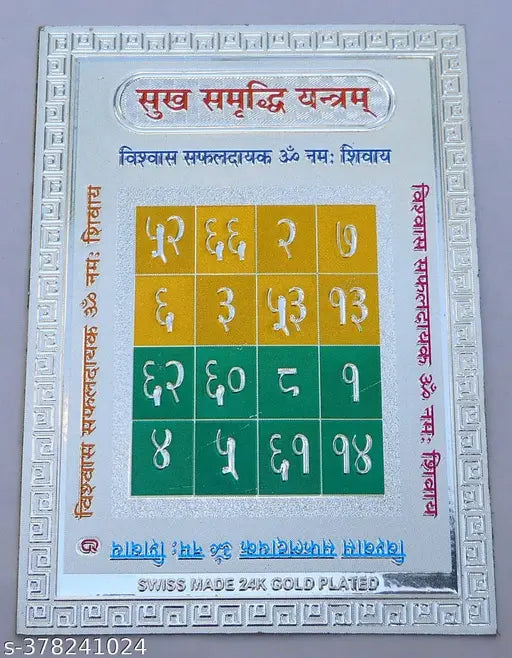 सुख समृद्धि यन्त्रम्
विश्वास सफलदायक ॐ नमः शिवाय
विश्वास सफलदायक ॐ नमः शिवाय
५२ ६६ २ ७
६ ३ ५३ १३
६२ ६० ८ १
४ ५ ६१ १४
विश्वास सफलदायक ॐ नमः शिवाय
विश्वास सफलदायक ॐ नमः शिवाय
SWISS MADE 24K GOLD PLATED
S-378241024